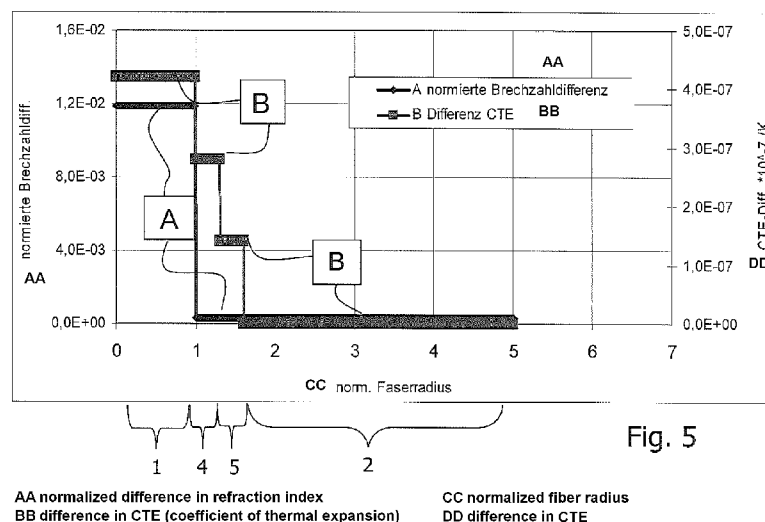 1,6E-02
1,2E-02
8,0E-03
4,0E-03
0,0E+00
normierte Brechzahldiff.
AA
5,0E-07
4,0E-07
3,0E-07
2,0E-07
1,0E-07
0,0E+00
CTE-Diff. *10^-7 /K
DD
AA
A normierte Brechzahldifferenz
B Differenz CTE
BB
B
A
B
0 1 2 3 4 5 6 7
CC norm. Faserradius
1 4 5 2
Fig. 5
AA normalized difference in refraction index
BB difference in CTE (coefficient of thermal expansion)
CC normalized fiber radius
DD difference in CTE